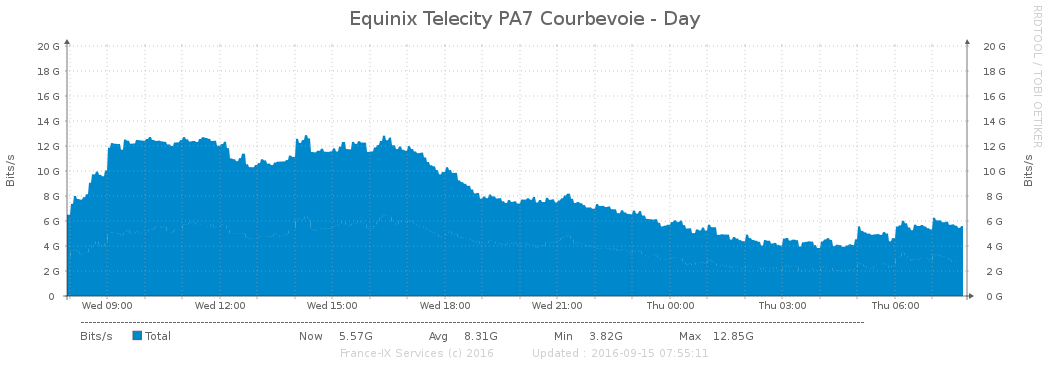 Equinix Telecity PA7 Courbevoie - Day
RRDTOOL / TOBI OETIKER
Bits/s
20 G
18 G
16 G
14 G
12 G
10 G
8 G
6 G
4 G
2 G
0
20 G
18 G
16 G
14 G
12 G
10 G
8 G
6 G
4 G
2 G
0 G
Bits/s
Wed 09:00 Wed 12:00 Wed 15:00 Wed 18:00 Wed 21:00 Thu 00:00 Thu 03:00 Thu 06:00
Bits/s Total Now 5.57G Avg 8.31G Min 3.82G Max 12.85G
France-IX Services (c) 2016 Updated : 2016-09-15 07:55:11